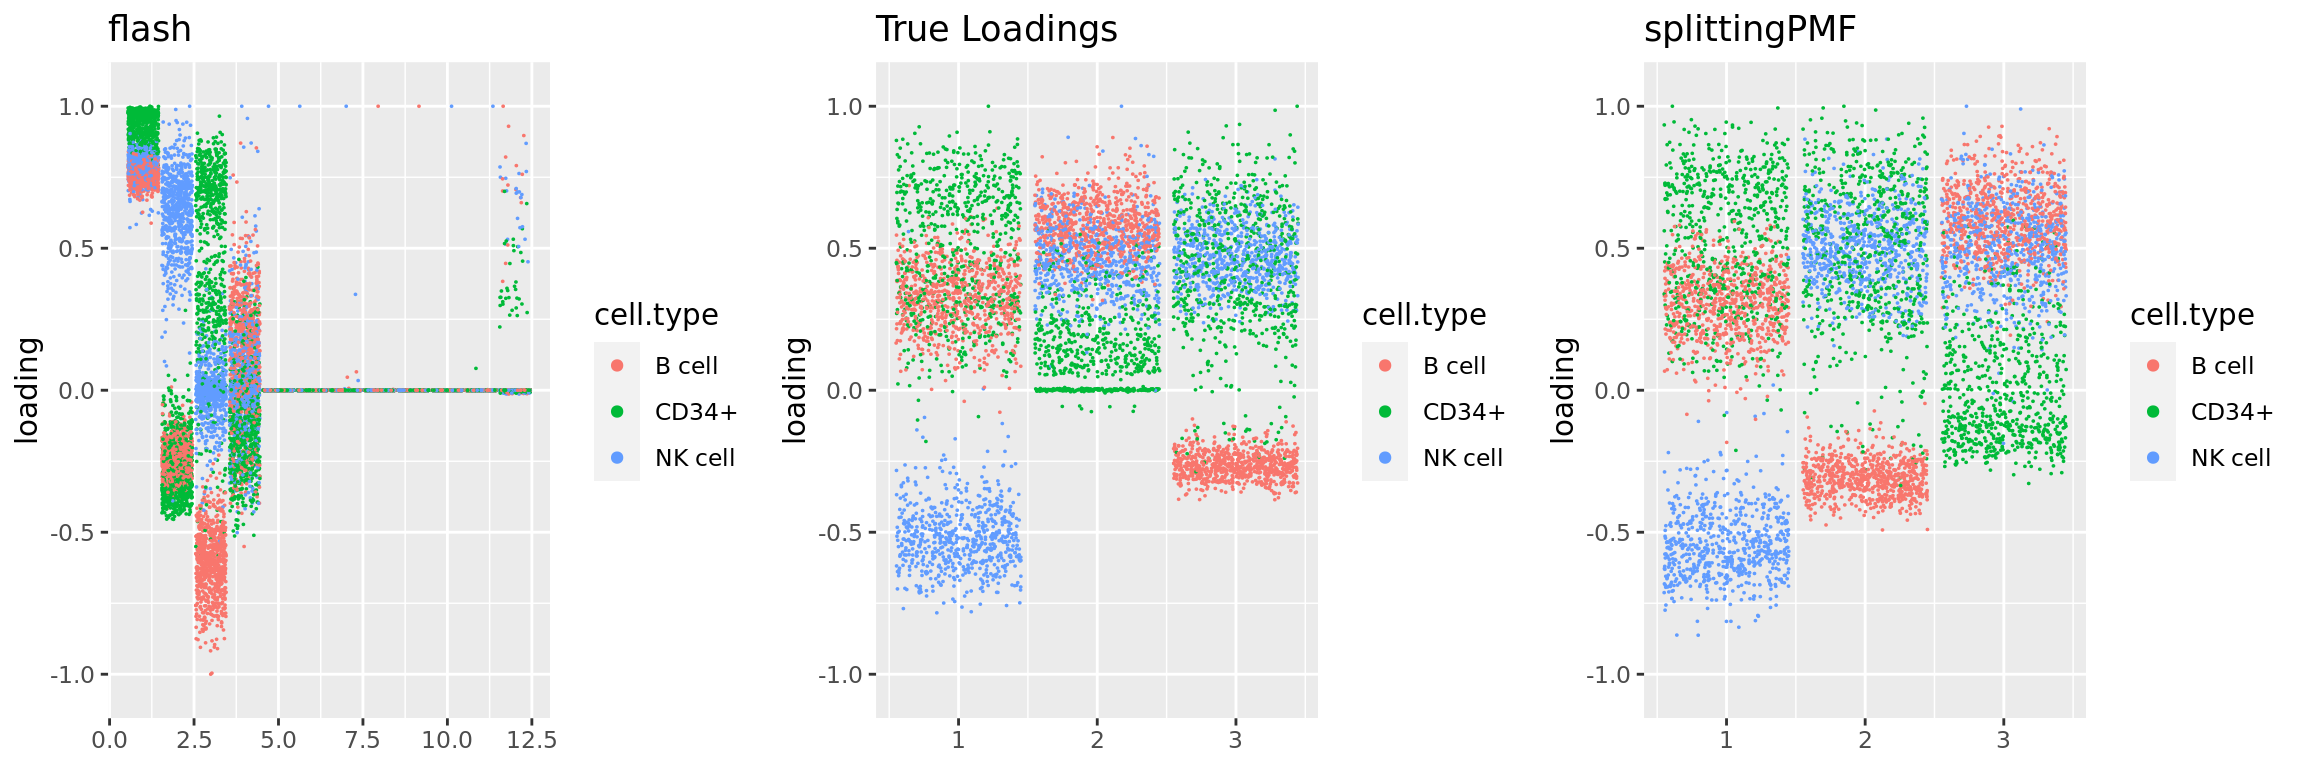 flash
loading
1.0
0.5
0.0
-0.5
-1.0
0.0 2.5 5.0 7.5 10.0 12.5
cell.type
B cell
CD34+
NK cell
True Loadings
loading
1.0
0.5
0.0
-0.5
-1.0
1 2 3
cell.type
B cell
CD34+
NK cell
splittingPMF
loading
1.0
0.5
0.0
-0.5
-1.0
1 2 3
cell.type
B cell
CD34+
NK cell